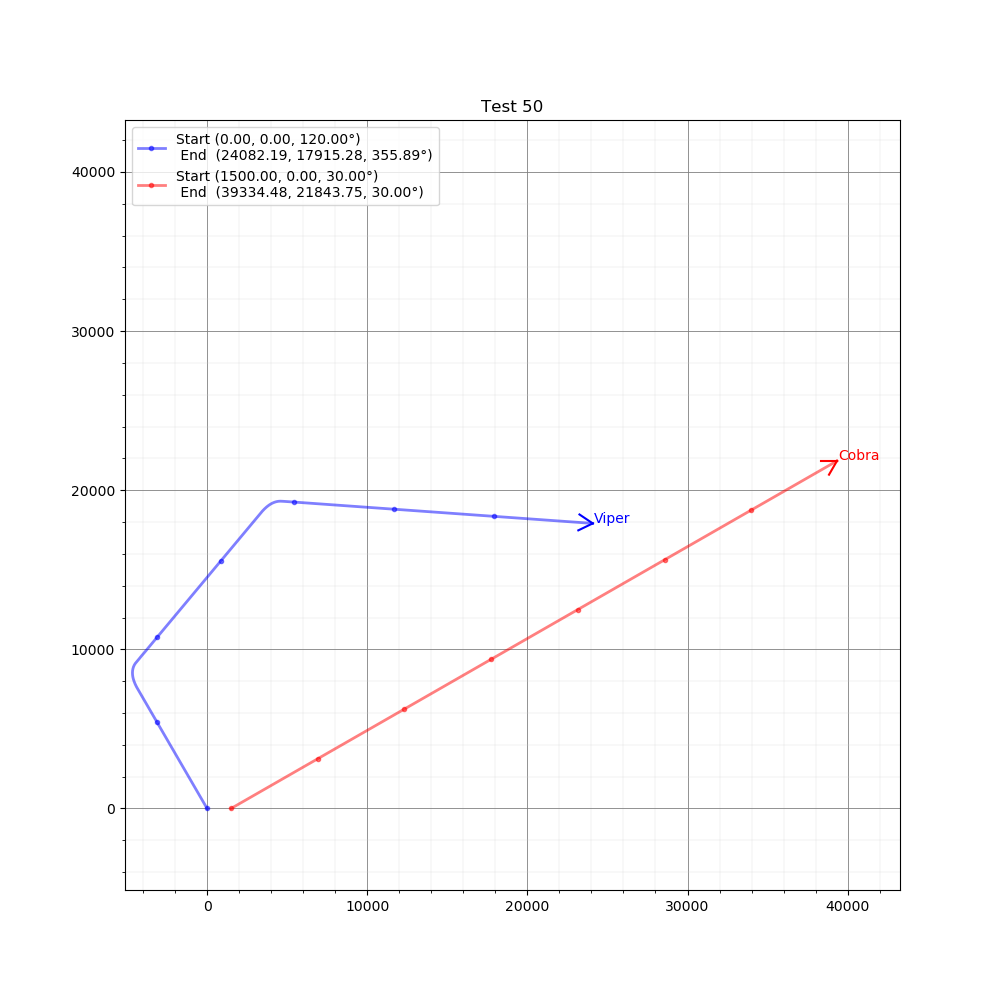 Test 50
Start (0.00, 0.00, 120.00°)
End  (24082.19, 17915.28, 355.89°)
Start (1500.00, 0.00, 30.00°)
End  (39334.48, 21843.75, 30.00°)
40000
30000
20000
10000
0
Cobra
Viper
0
10000
20000
30000
40000